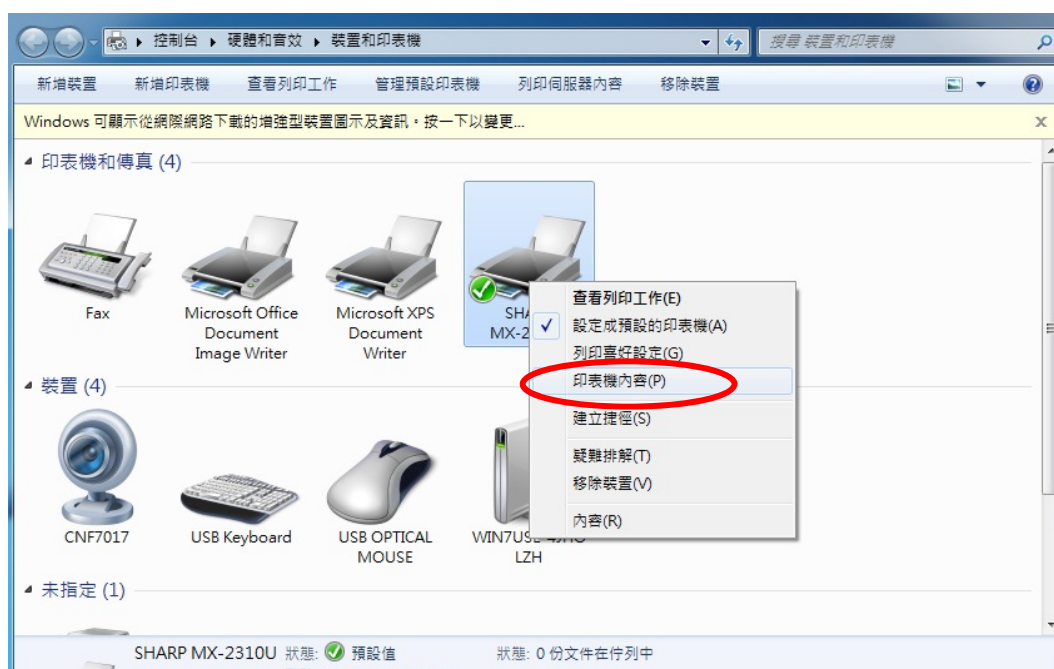 控制台 ▸ 硬體和音效 ▸ 裝置和印表機
搜尋 裝置和印表機
新增裝置 新增印表機 查看列印工作 管理預設印表機 列印伺服器內容 移除裝置
Windows 可顯示從網際網路下載的增強型裝置圖示及資訊。按一下以變更...
印表機和傳真 (4)
Fax
Microsoft Office
Document
Image Writer
Microsoft XPS
Document
Writer
SHA
MX-2
查看列印工作(E)
設定成預設的印表機(A)
列印喜好設定(G)
印表機內容(P)
建立捷徑(S)
疑難排解(T)
移除裝置(V)
內容(R)
裝置 (4)
CNF7017
USB Keyboard
USB OPTICAL
MOUSE
LZH
未指定 (1)
SHARP MX-2310U 狀態: 預設值 狀態: 0 份文件在佇列中